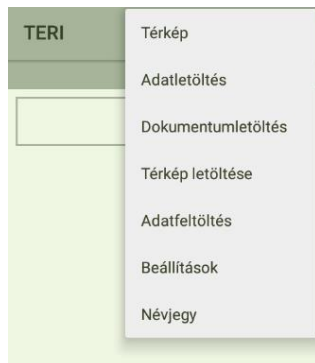 TERI
Térkép
Adatletöltés
Dokumentumletöltés
Térkép letöltése
Adatfeltöltés
Beállítások
Névjegy